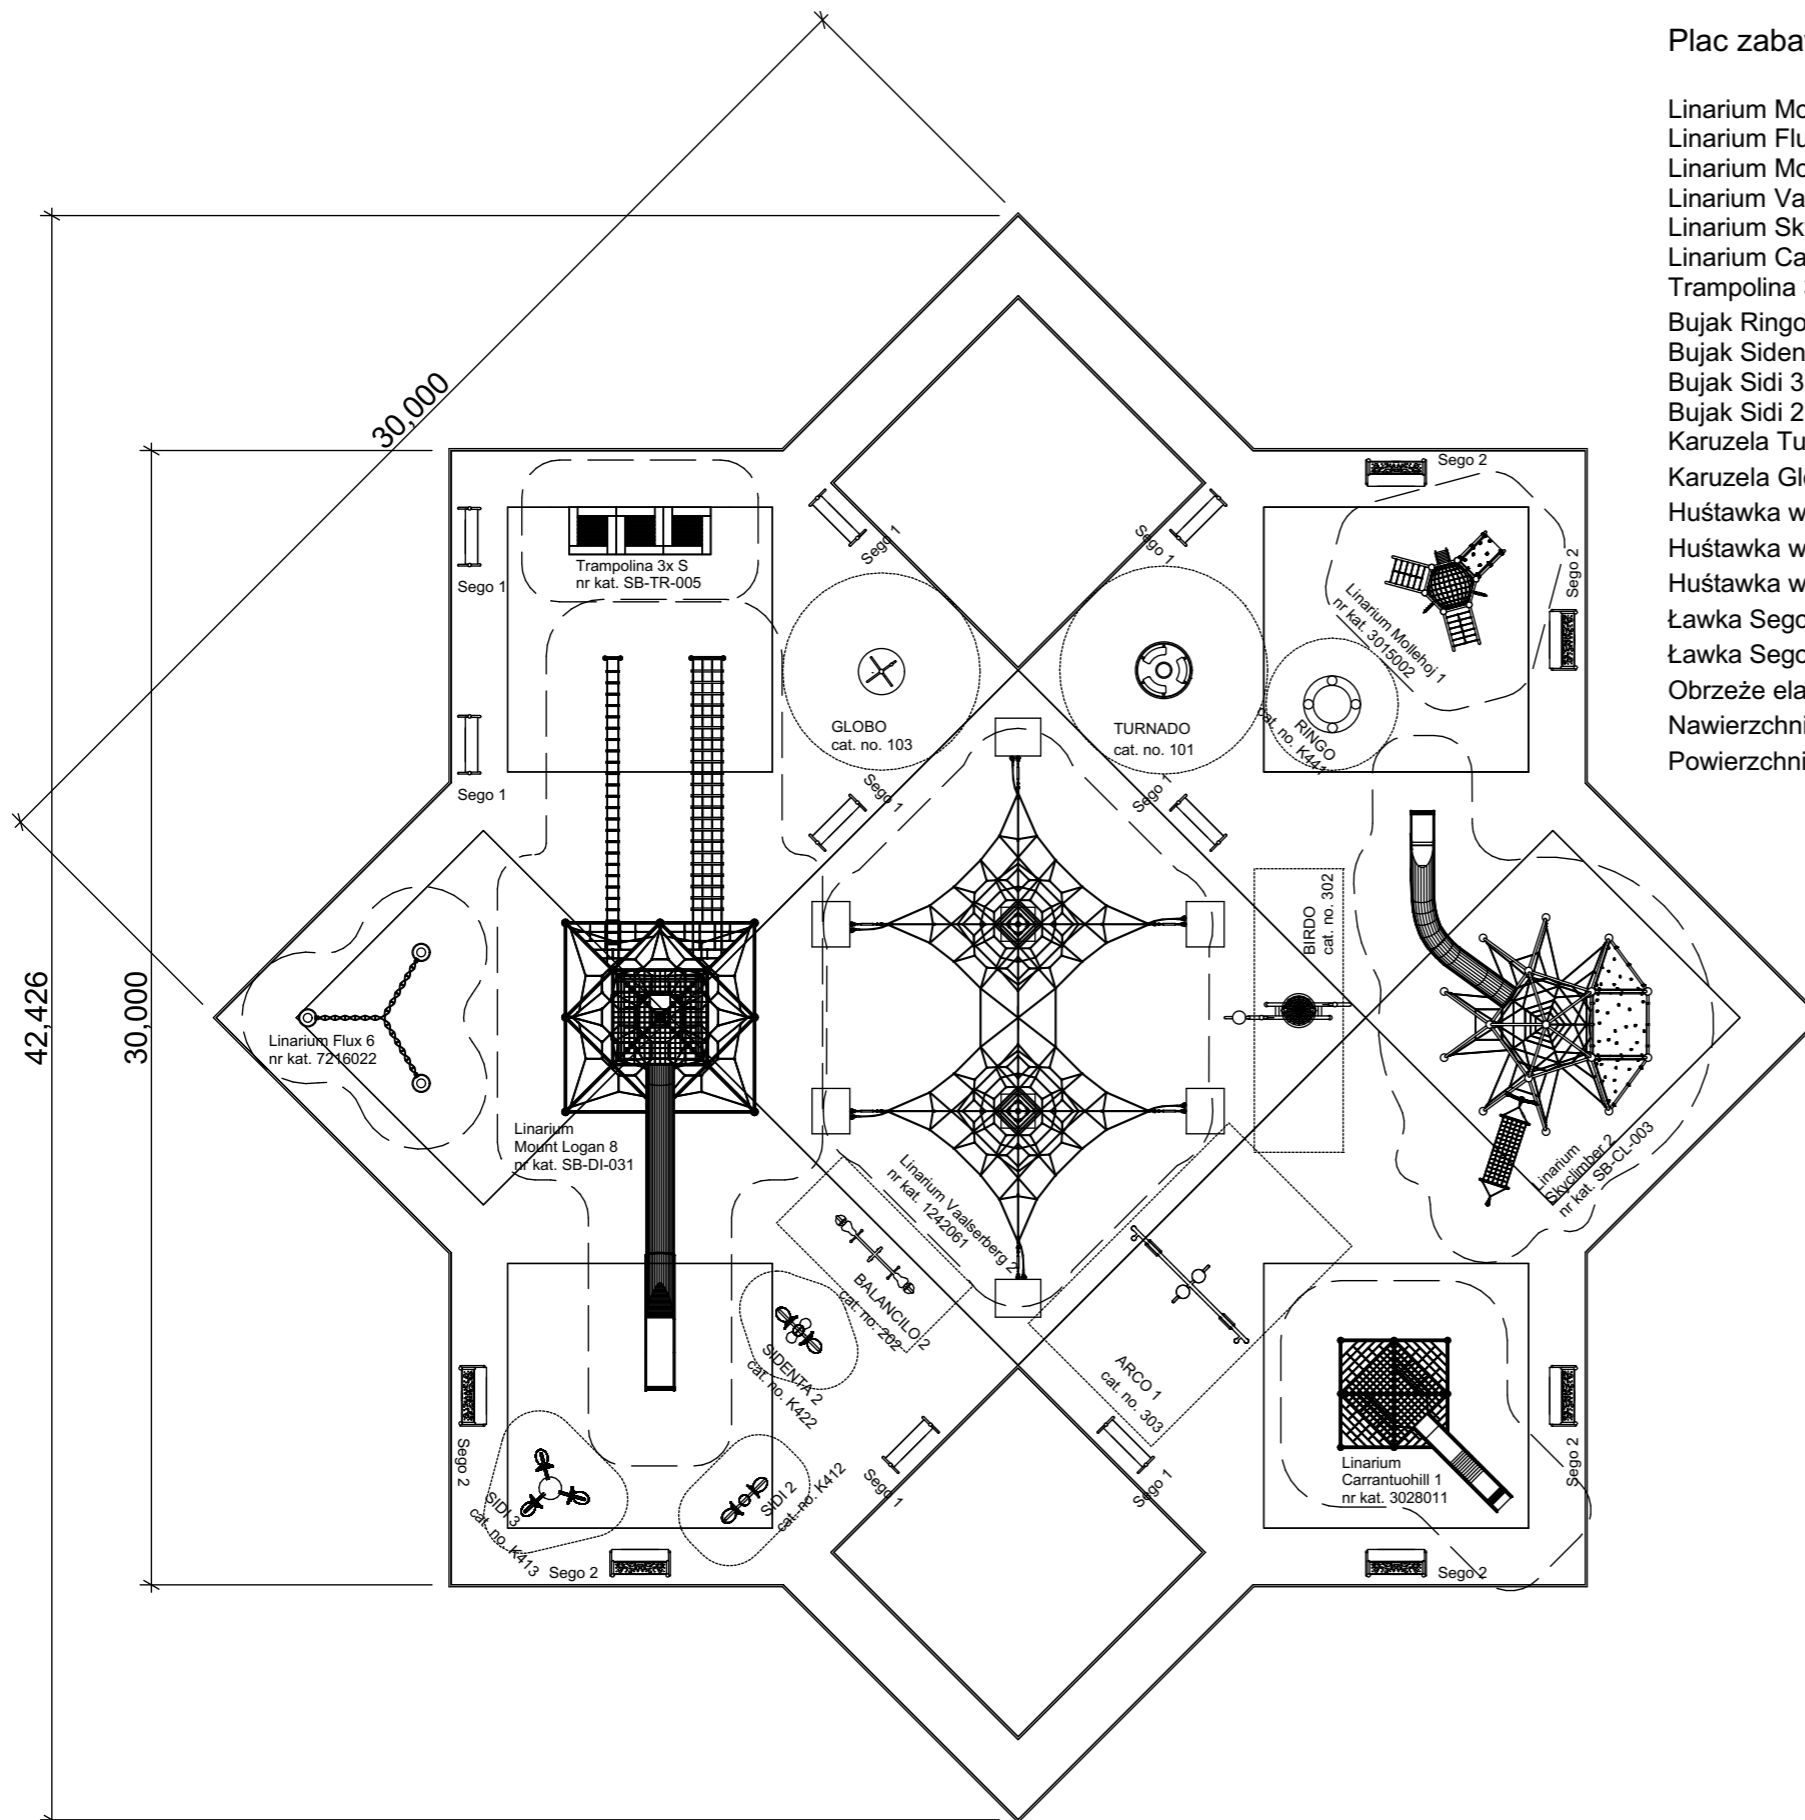 Plac zaba
Linarium Mo
Linarium Flu
Linarium Mo
Linarium Va
Linarium Sk
Linarium Ca
Trampolina
Bujak Ringo
Bujak Siden
Bujak Sidi 3
Bujak Sidi 2
Karuzela Tu
Karuzela Gl
Huśtawka w
Huśtawka w
Huśtawka w
Ławka Sego
Ławka Sego
Obrzeże ela
Nawierzchni
Powierzchni
30,000
42,426
30,000
Sego 1
Sego 1
Trampolina 3x S
nr kat. SB-TR-005
Sego 1
Sego 1
Sego 2
Sego 2
Linarium Mollehoj 1
nr kat. 3015002
GLOBO
cat. no. 103
TURNADO
cat. no. 101
RINGO
cat. no. K441
Sego 1
Sego 1
BIRDO
cat. no. 302
Linarium Flux 6
nr kat. 7216022
Linarium
Mount Logan 8
nr kat. SB-DI-031
Linarium Vaalserberg 2
nr kat. 1242061
Linarium
Skyclimber 2
nr kat. SB-CL-003
BALANCILO 2
cat. no. 202
SIDENTA 2
cat. no. K422
ARCO 1
cat. no. 303
Linarium
Carrantuohill 1
nr kat. 3028011
Sego 2
SIDI 3
cat. no. K413
SIDI 2
cat. no. K412
Sego 1
Sego 1
Sego 2
Sego 2
Sego 2